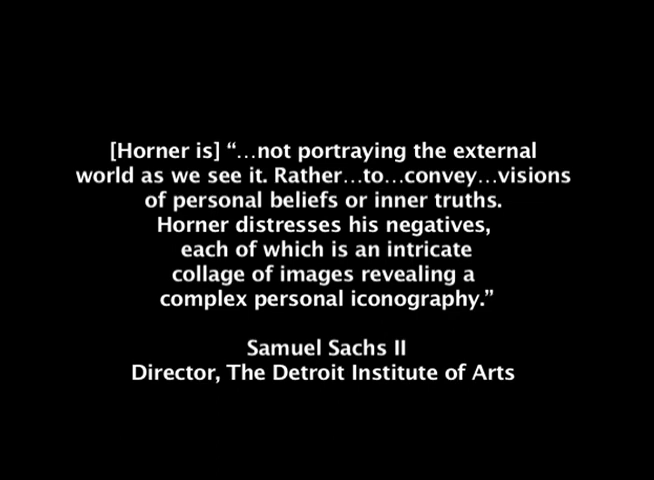 [Horner is] “…not portraying the external
world as we see it. Rather…to…convey…visions
of personal beliefs or inner truths.
Horner distresses his negatives,
each of which is an intricate
collage of images revealing a
complex personal iconography.”
Samuel Sachs II
Director, The Detroit Institute of Arts